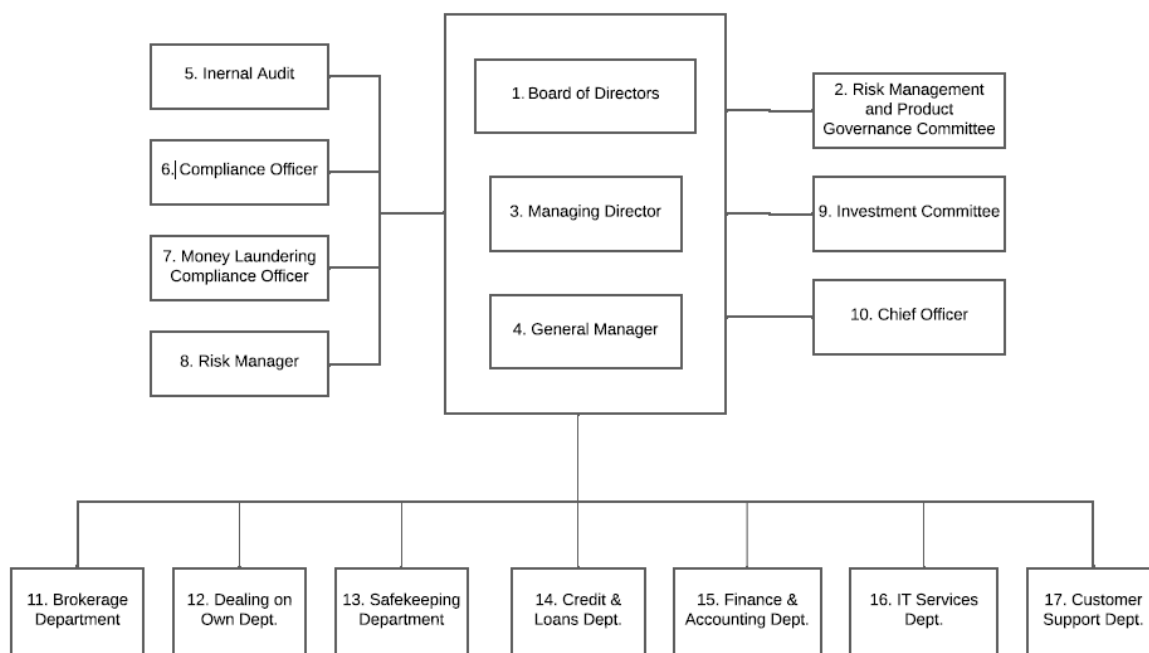 5. Inernal Audit
1. Board of Directors
2. Risk Management
and Product
Governance Committee
6. Compliance Officer
3. Managing Director
9. Investment Committee
7. Money Laundering
Compliance Officer
4. General Manager
10. Chief Officer
8. Risk Manager
11. Brokerage
Department
12. Dealing on
Own Dept.
13. Safekeeping
Department
14. Credit &
Loans Dept.
15. Finance &
Accounting Dept.
16. IT Services
Dept.
17. Customer
Support Dept.